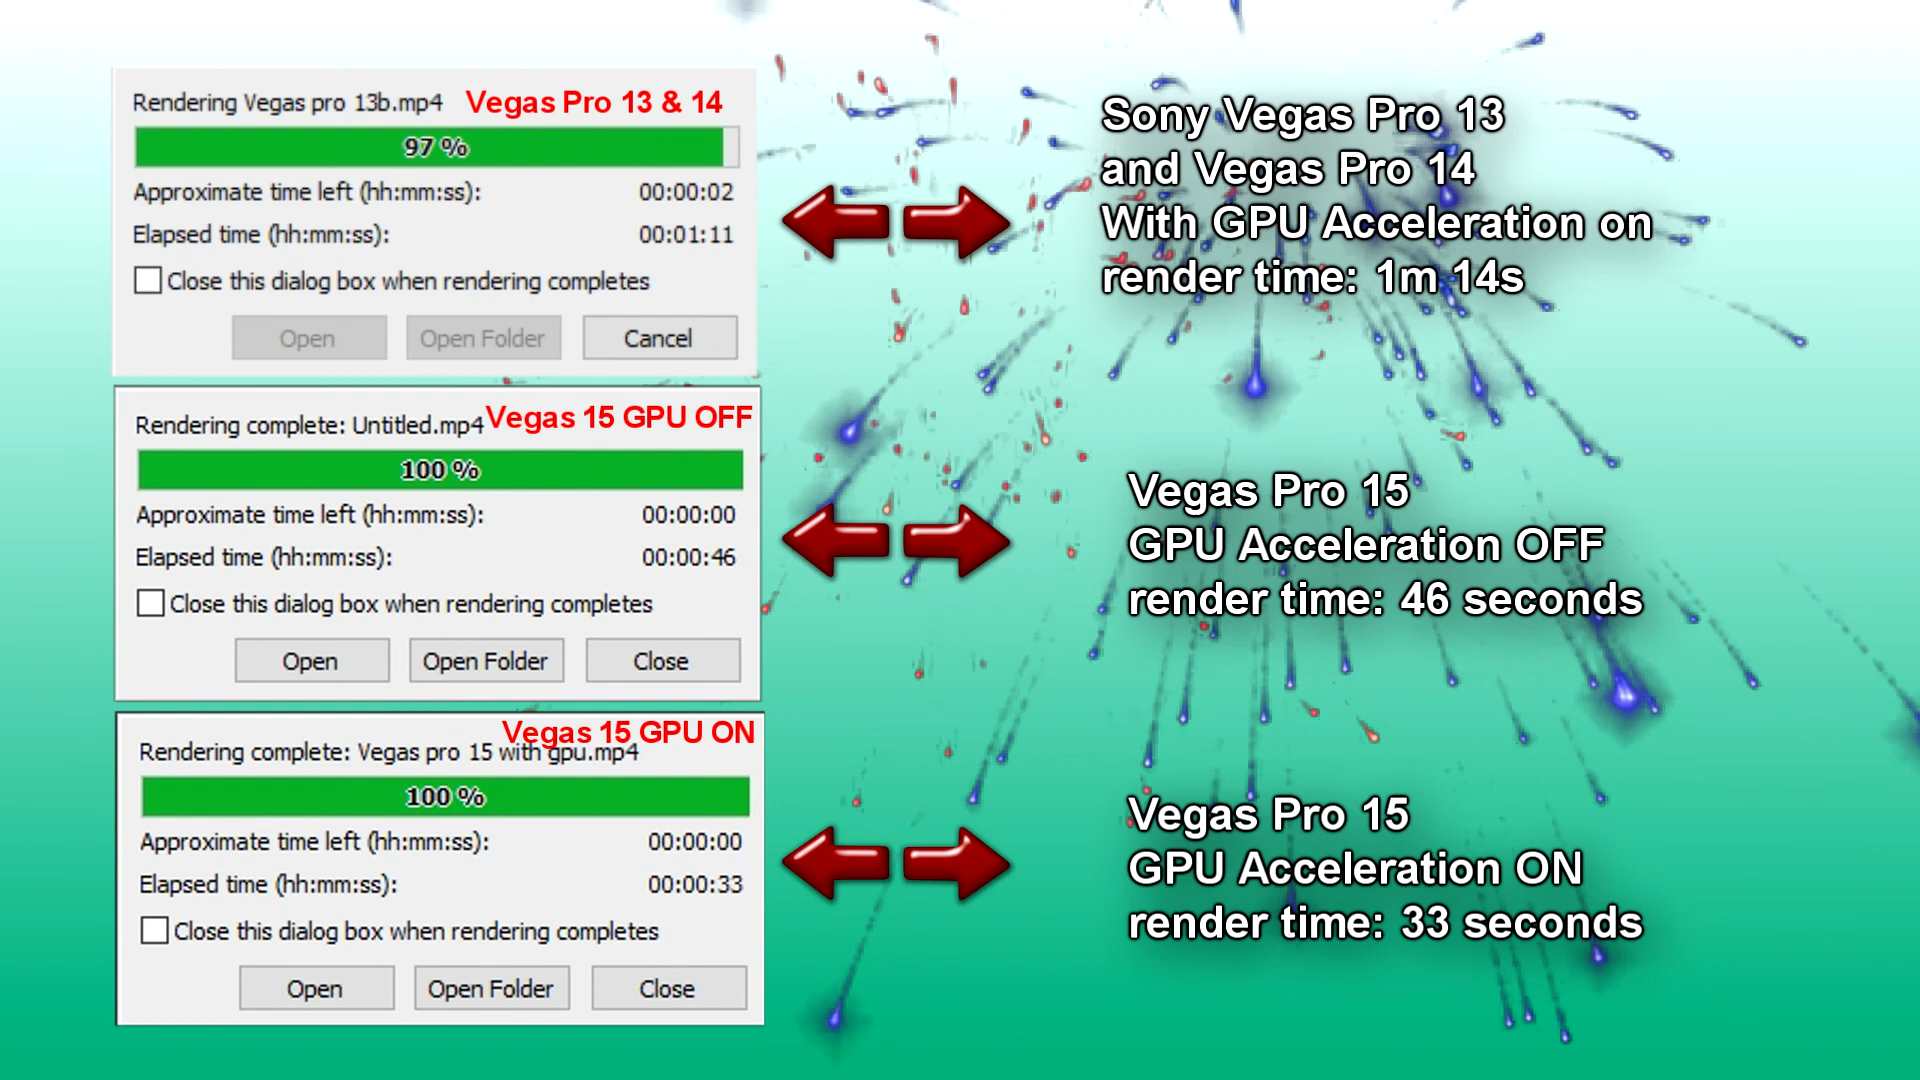 Rendering Vegas pro 13b.mp4 Vegas Pro 13 & 14
97 %
Approximate time left (hh:mm:ss): 00:00:02
Elapsed time (hh:mm:ss): 00:01:11
Close this dialog box when rendering completes
Open Open Folder Cancel
Sony Vegas Pro 13
and Vegas Pro 14
With GPU Acceleration on
render time: 1m 14s
Rendering complete: Untitled.mp4 Vegas 15 GPU OFF
100 %
Approximate time left (hh:mm:ss): 00:00:00
Elapsed time (hh:mm:ss): 00:00:46
Close this dialog box when rendering completes
Open Open Folder Close
Vegas Pro 15
GPU Acceleration OFF
render time: 46 seconds
Vegas 15 GPU ON
Rendering complete: Vegas pro 15 with gpu.mp4
100 %
Approximate time left (hh:mm:ss): 00:00:00
Elapsed time (hh:mm:ss): 00:00:33
Close this dialog box when rendering completes
Open Open Folder Close
Vegas Pro 15
GPU Acceleration ON
render time: 33 seconds